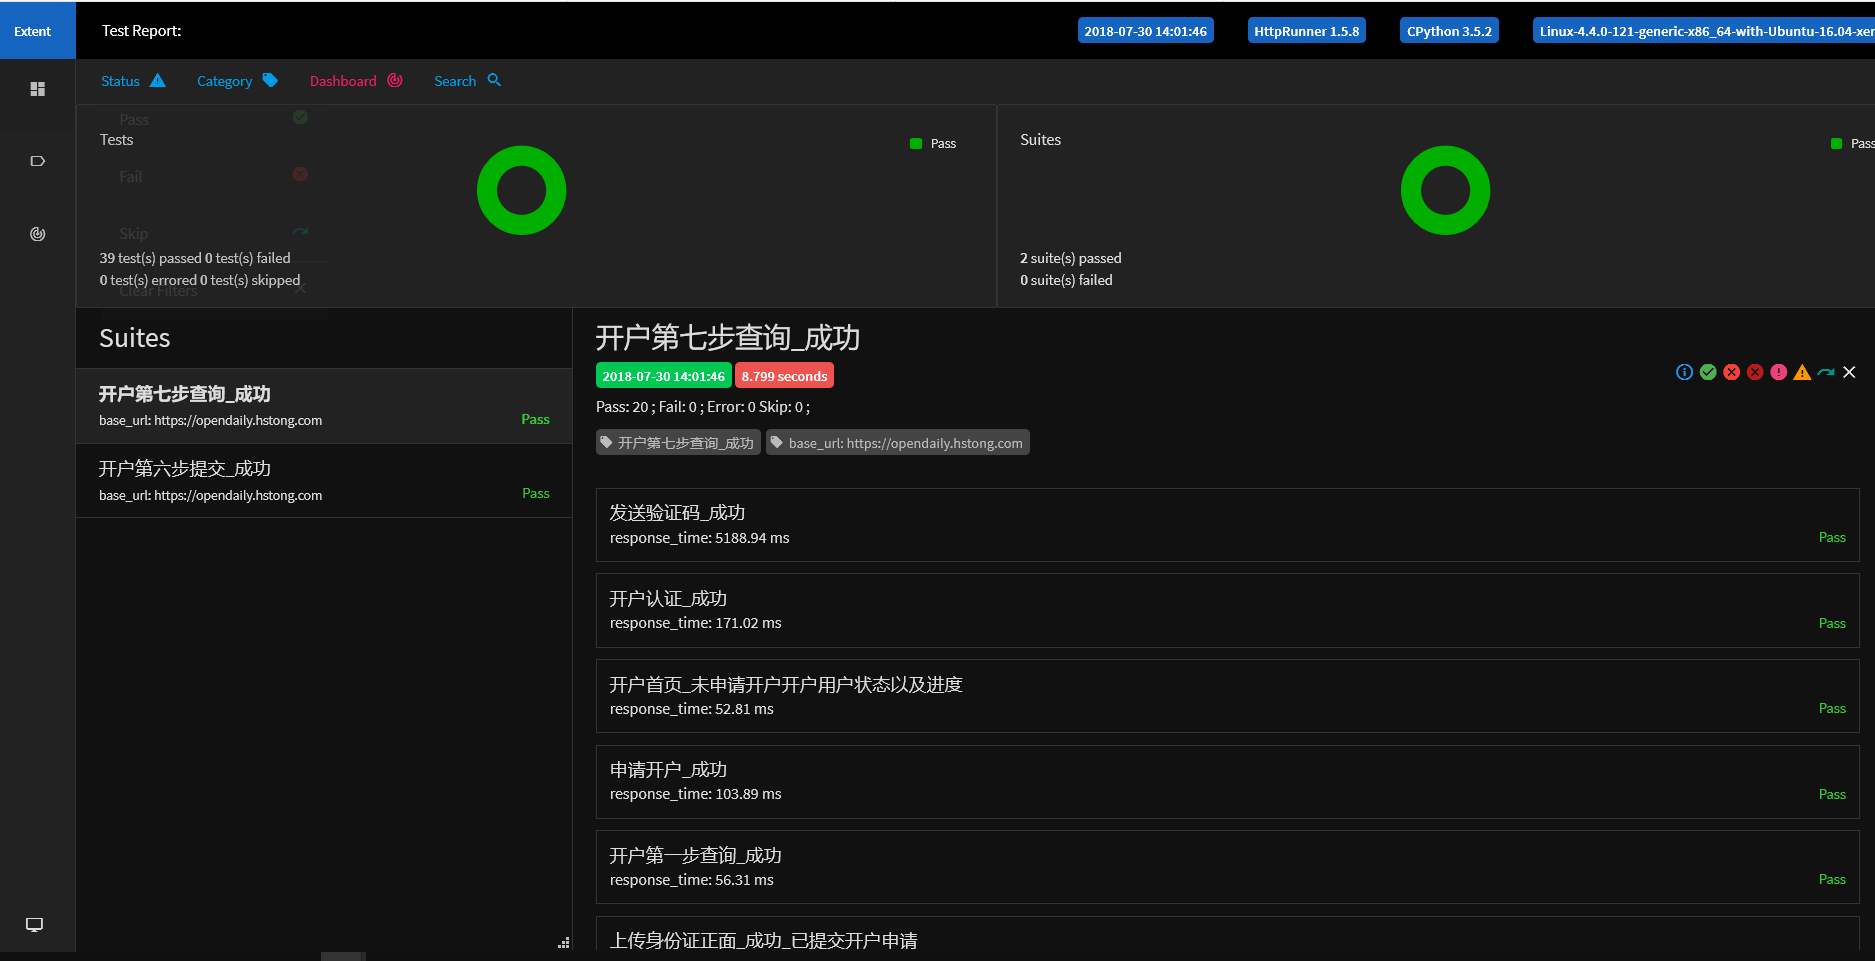 Extent
Test Report:
2018-07-30 14:01:46
HttpRunner 1.5.8
CPython 3.5.2
Linux-4.4.0-121-generic-x86_64-with-Ubuntu-16.04-xen
Status
Category
Dashboard
Search
Pass
Fail
Skip
Clear Filters
Tests
Pass
39 test(s) passed 0 test(s) failed
0 test(s) errored 0 test(s) skipped
Suites
Pass
2 suite(s) passed
0 suite(s) failed
Suites
开户第七步查询_成功
base_url: https://opendaily.hstong.com
Pass
开户第六步提交_成功
base_url: https://opendaily.hstong.com
Pass
开户第七步查询_成功
2018-07-30 14:01:46 8.799 seconds
Pass: 20 ; Fail: 0 ; Error: 0 Skip: 0 ;
开户第七步查询_成功 base_url: https://opendaily.hstong.com
发送验证码_成功
response_time: 5188.94 ms
Pass
开户认证_成功
response_time: 171.02 ms
Pass
开户首页_未申请开户开户用户状态以及进度
response_time: 52.81 ms
Pass
申请开户_成功
response_time: 103.89 ms
Pass
开户第一步查询_成功
response_time: 56.31 ms
Pass
上传身份证正面_成功_已提交开户申请